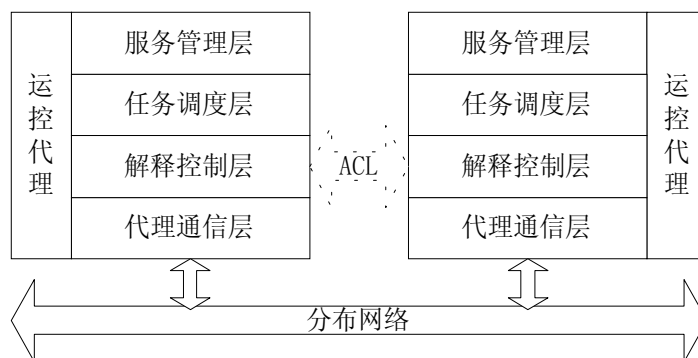 运控代理
服务管理层
任务调度层
解释控制层
代理通信层
ACL
服务管理层
任务调度层
解释控制层
代理通信层
运控代理
分布网络